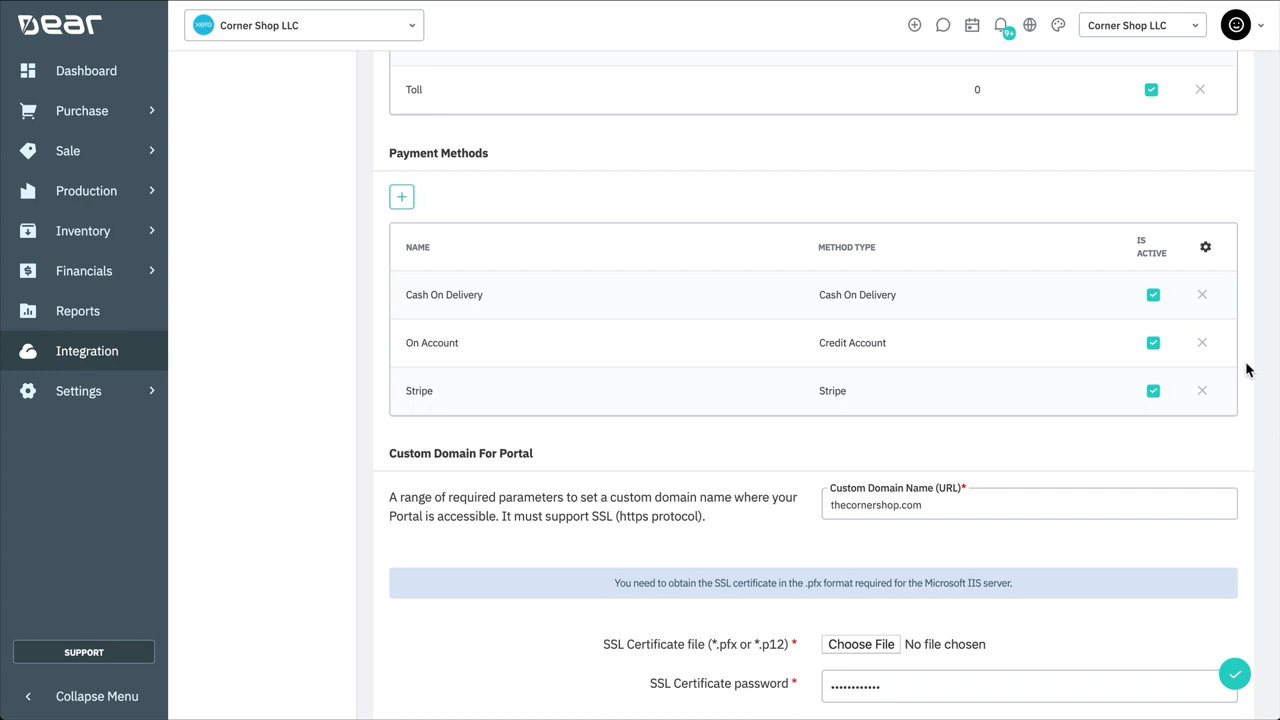 Dear
xero
Corner Shop LLC
9+
Corner Shop LLC
Dashboard
Purchase
Sale
Production
Inventory
Financials
Reports
Integration
Settings
SUPPORT
Collapse Menu
Toll 0
Payment Methods
NAME METHOD TYPE IS ACTIVE
Cash On Delivery Cash On Delivery
On Account Credit Account
Stripe Stripe
Custom Domain For Portal
A range of required parameters to set a custom domain name where your
Portal is accessible. It must support SSL (https protocol).
Custom Domain Name (URL)*
thecornershop.com
You need to obtain the SSL certificate in the .pfx format required for the Microsoft IIS server.
SSL Certificate file (*.pfx or *.p12) * Choose File No file chosen
SSL Certificate password * ••••••••••••